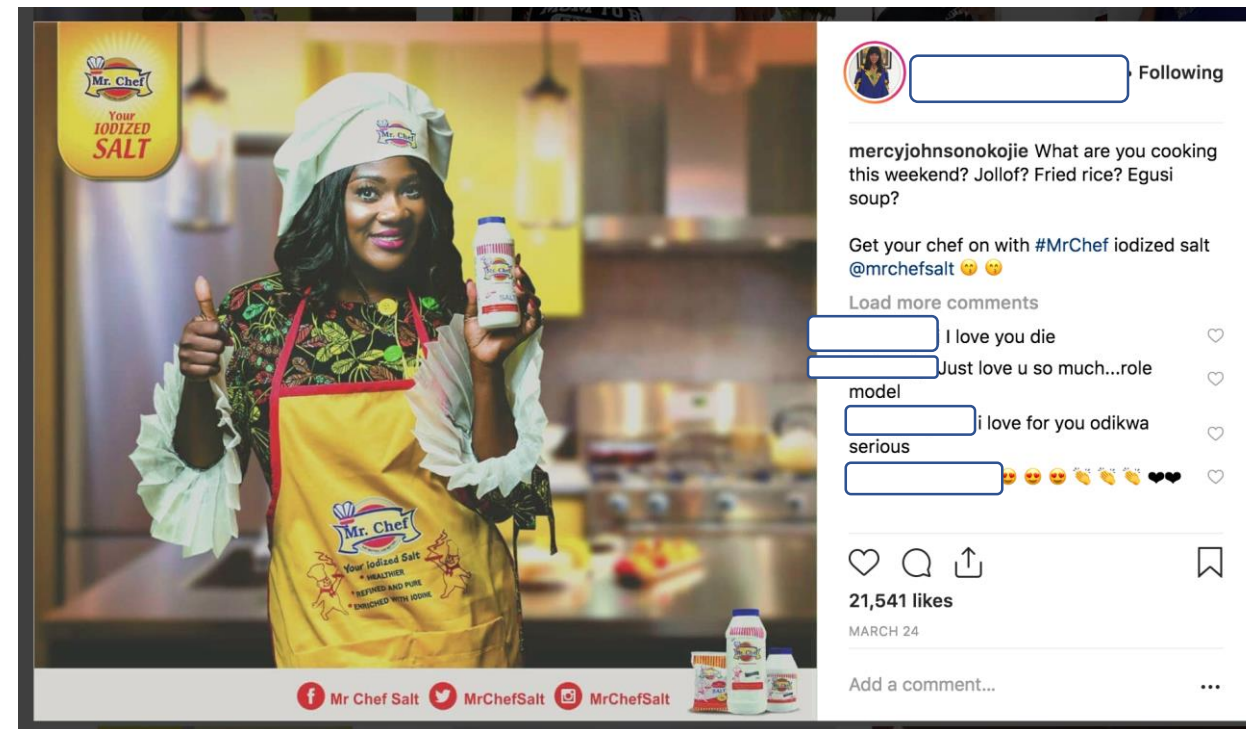 Mr. Chef
Your
IODIZED
SALT
Mr. Chef
Mr. Chef
SALT
Mr. Chef
Your Iodized Salt
* HEALTHIER
* REFINED AND PURE
* ENRICHED WITH IODINE
Mr Chef Salt MrChefSalt MrChefSalt
• Following
mercyjohnsonokojie What are you cooking
this weekend? Jollof? Fried rice? Egusi
soup?
Get your chef on with #MrChef iodized salt
@mrchefsalt 😙 😙
Load more comments
I love you die
Just love u so much...role
model
i love for you odikwa
serious
😍 😍 😍 👏 👏 👏 ❤❤
21,541 likes
MARCH 24
Add a comment...